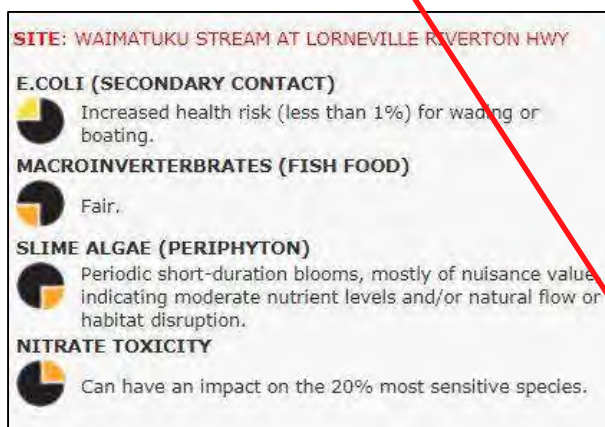 SITE: WAIMATUKU STREAM AT LORNEVILLE RIVERTON HWY
E.COLI (SECONDARY CONTACT)
Increased health risk (less than 1%) for wading or
boating.
MACROINVERTERBRATES (FISH FOOD)
Fair.
SLIME ALGAE (PERIPHYTON)
Periodic short-duration blooms, mostly of nuisance value
indicating moderate nutrient levels and/or natural flow or
habitat disruption.
NITRATE TOXICITY
Can have an impact on the 20% most sensitive species.